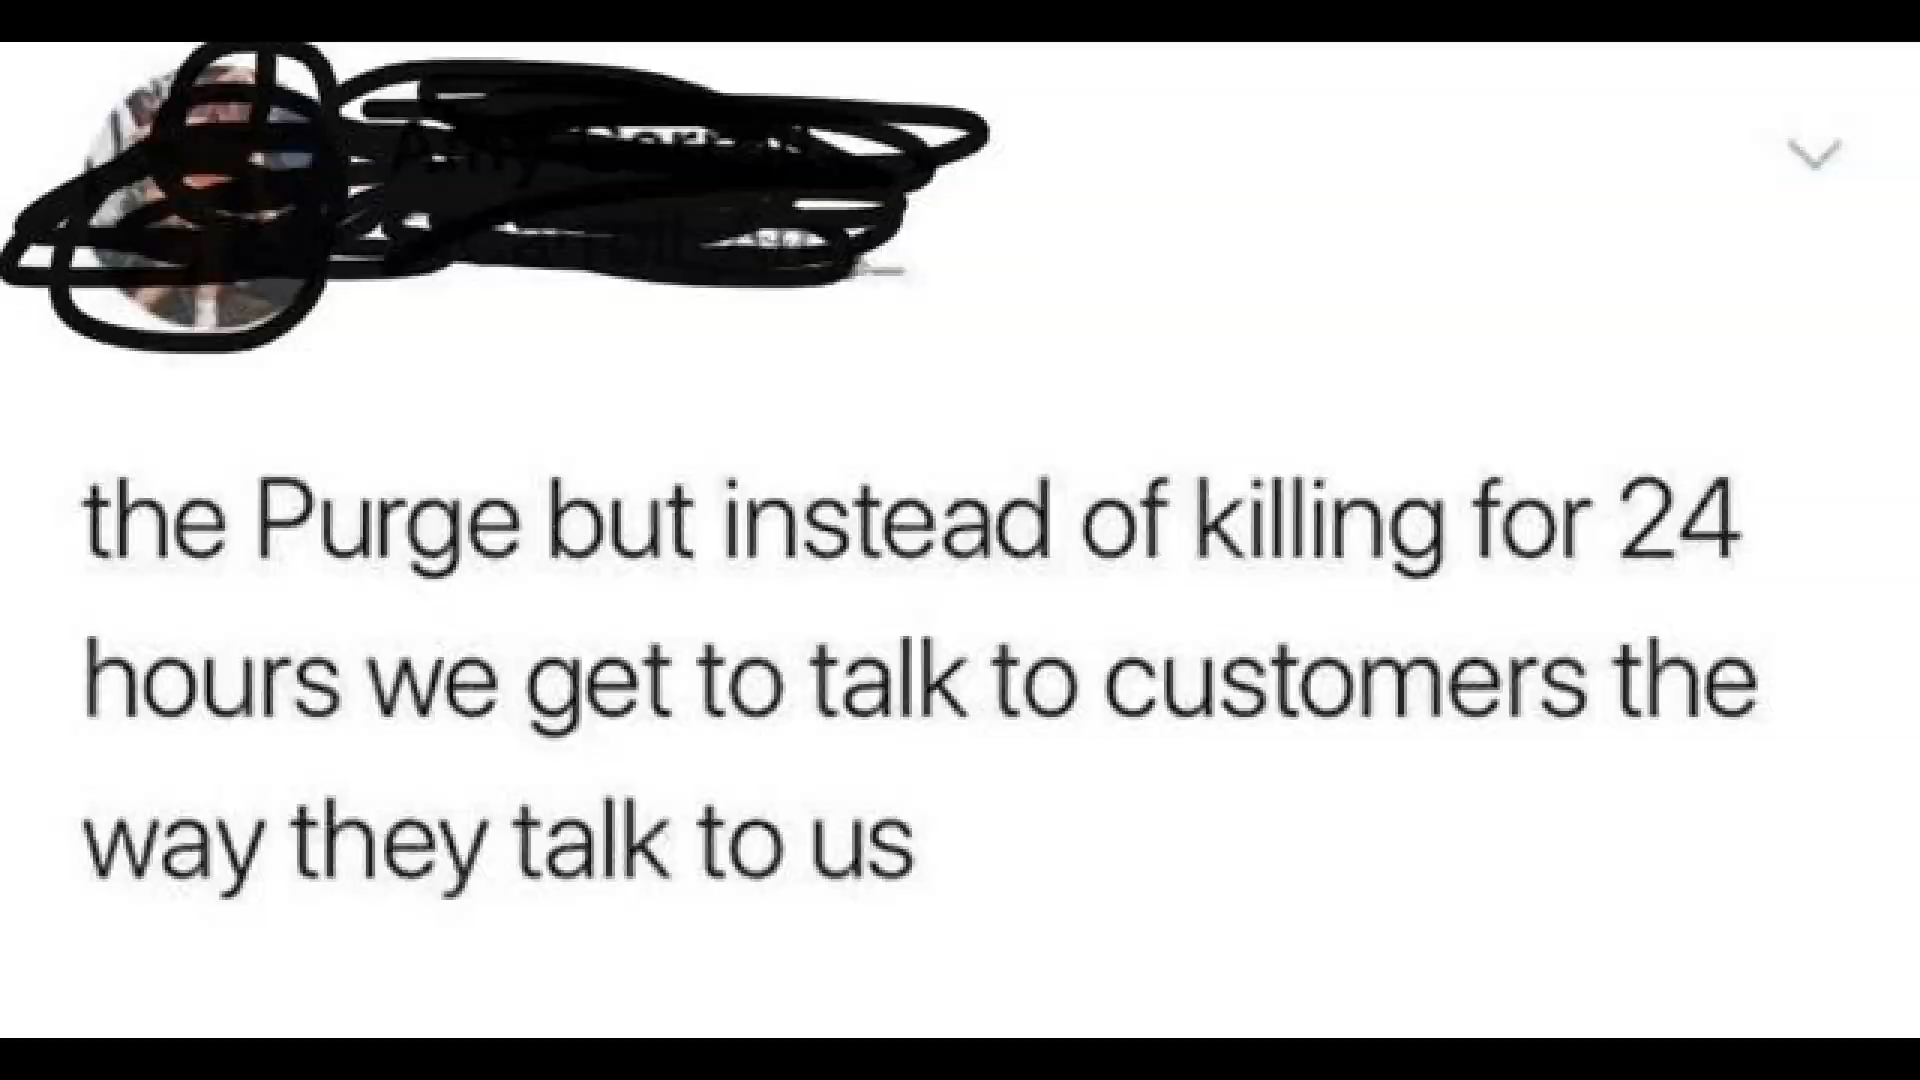 the Purge but instead of killing for 24
hours we get to talk to customers the
way they talk to us